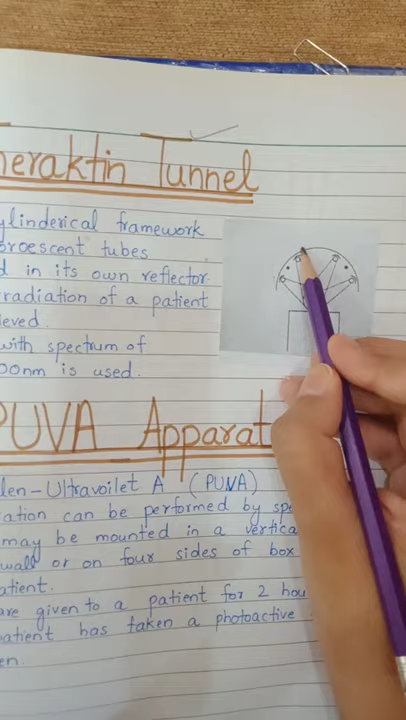 eraktin Tunnel
ylinderical framework
oroescent tubes
d in its own reflector.
radiation of a patient
eved.
with spectrum of
00nm is used.
PUVA Apparat
len-Ultravoilet A (PUVA)
ation can be performed by spe
may be mounted in a vertica
wall or on four sides of box
atient.
are given to a patient for 2 hou
patient has taken a photoactive
en.